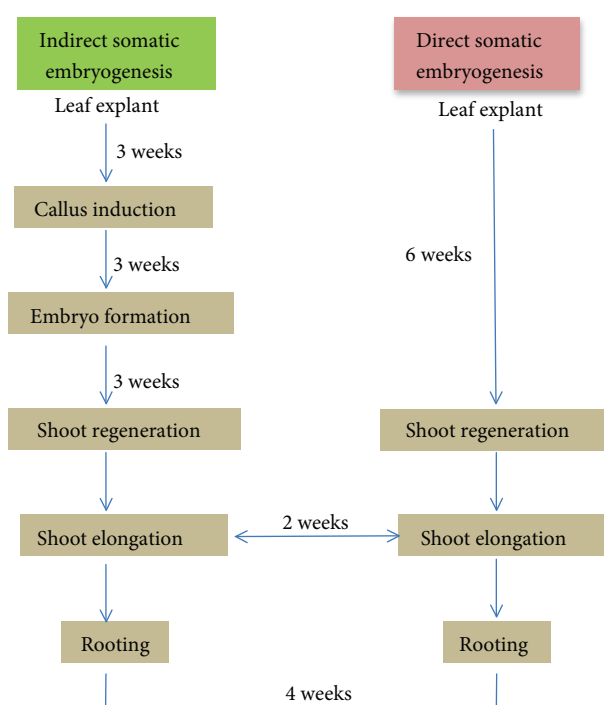 Indirect somatic
embryogenesis
Leaf explant
3 weeks
Callus induction
3 weeks
Embryo formation
3 weeks
Shoot regeneration
Shoot elongation
Rooting
Direct somatic
embryogenesis
Leaf explant
6 weeks
Shoot regeneration
2 weeks
Shoot elongation
Rooting
4 weeks